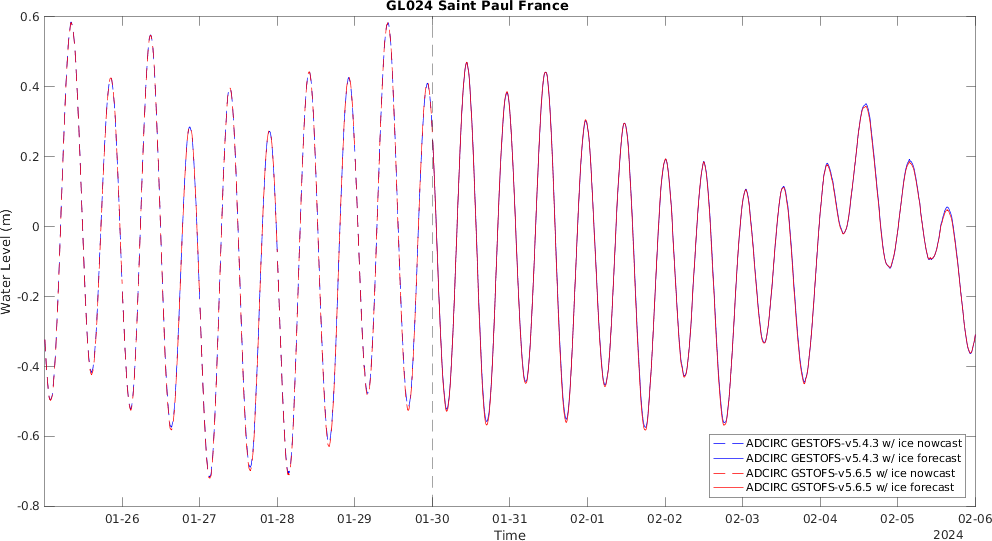 GL024 Saint Paul France
0.6
0.4
0.2
0
-0.2
-0.4
-0.6
-0.8
Water Level (m)
ADCIRC GESTOFS-v5.4.3 w/ ice nowcast
ADCIRC GESTOFS-v5.4.3 w/ ice forecast
ADCIRC GSTOFS-v5.6.5 w/ ice nowcast
ADCIRC GSTOFS-v5.6.5 w/ ice forecast
01-26 01-27 01-28 01-29 01-30 01-31 02-01 02-02 02-03 02-04 02-05 02-06
Time
2024